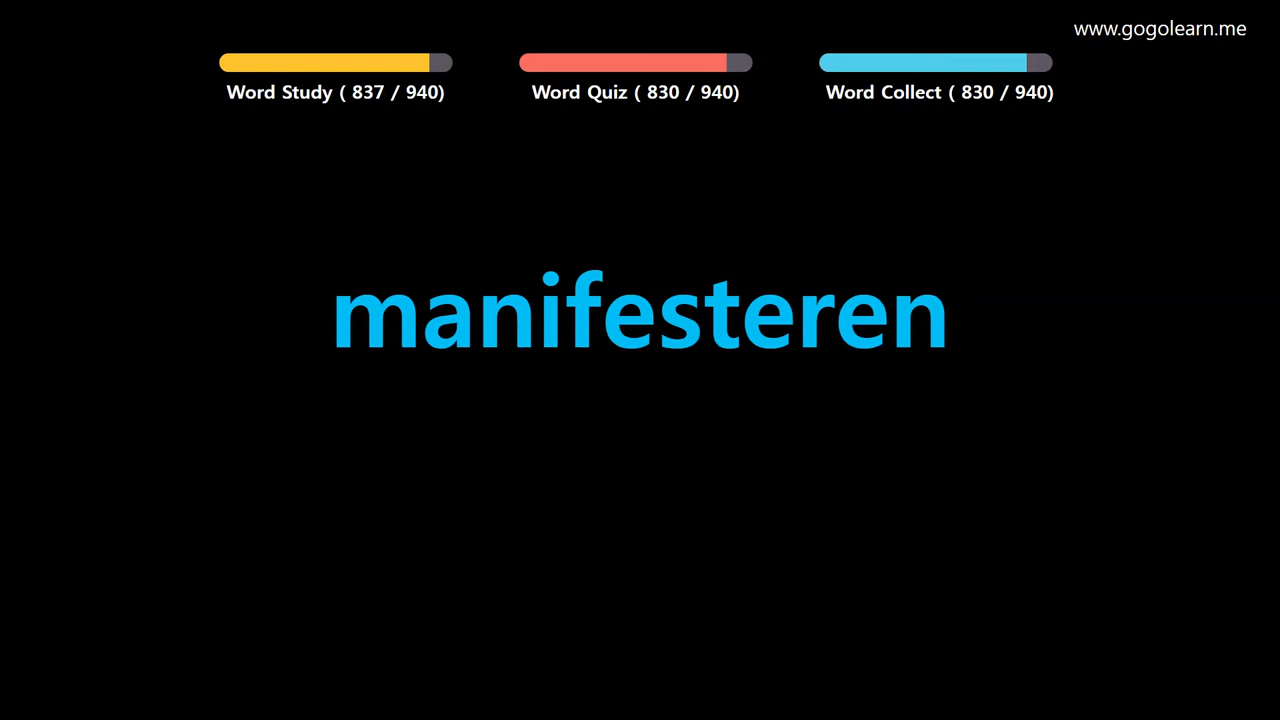 www.gogolearn.me
Word Study ( 837 / 940)
Word Quiz ( 830 / 940)
Word Collect ( 830 / 940)
manifesteren